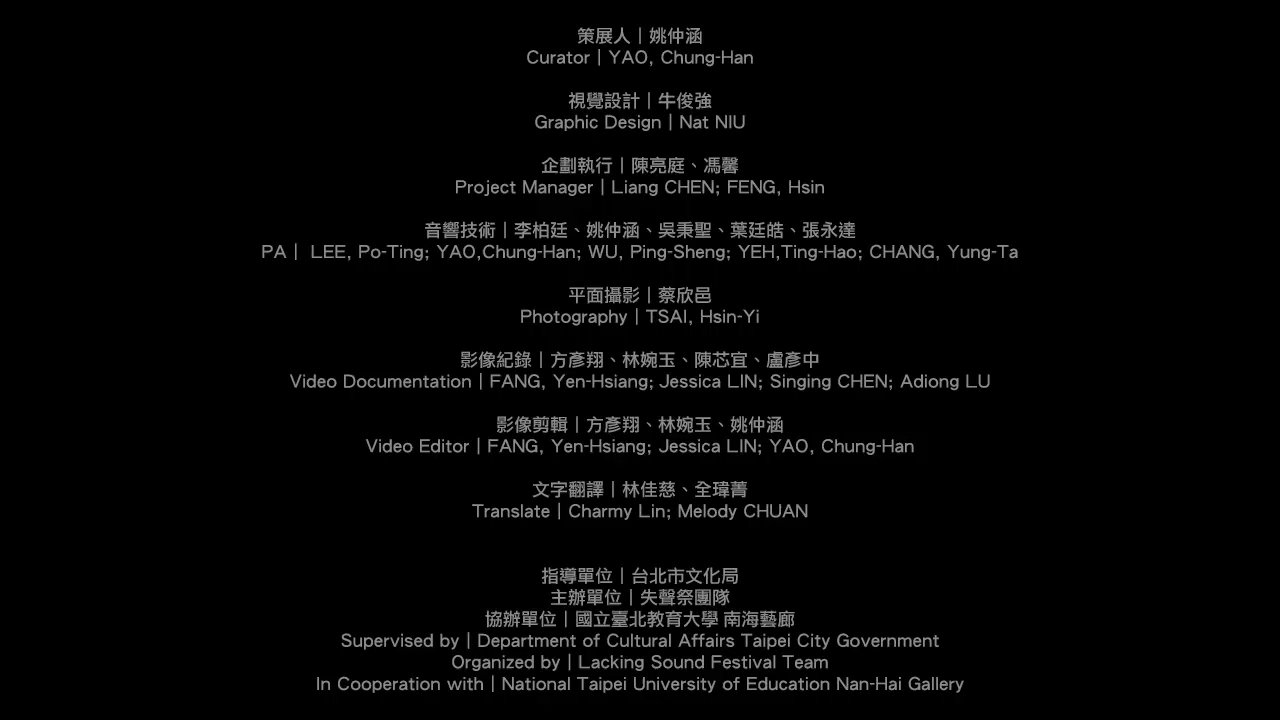 策展人｜姚仲涵
Curator｜YAO, Chung-Han
視覺設計｜牛俊強
Graphic Design｜Nat NIU
企劃執行｜陳亮庭、馮馨
Project Manager｜Liang CHEN; FENG, Hsin
音響技術｜李柏廷、姚仲涵、吳秉聖、葉廷皓、張永達
PA｜ LEE, Po-Ting; YAO,Chung-Han; WU, Ping-Sheng; YEH,Ting-Hao; CHANG, Yung-Ta
平面攝影｜蔡欣邑
Photography｜TSAI, Hsin-Yi
影像紀錄｜方彥翔、林婉玉、陳芯宜、盧彥中
Video Documentation｜FANG, Yen-Hsiang; Jessica LIN; Singing CHEN; Adiong LU
影像剪輯｜方彥翔、林婉玉、姚仲涵
Video Editor｜FANG, Yen-Hsiang; Jessica LIN; YAO, Chung-Han
文字翻譯｜林佳慈、全瑋菁
Translate｜Charmy Lin; Melody CHUAN
指導單位｜台北市文化局
主辦單位｜失聲祭團隊
協辦單位｜國立臺北教育大學 南海藝廊
Supervised by｜Department of Cultural Affairs Taipei City Government
Organized by｜Lacking Sound Festival Team
In Cooperation with｜National Taipei University of Education Nan-Hai Gallery